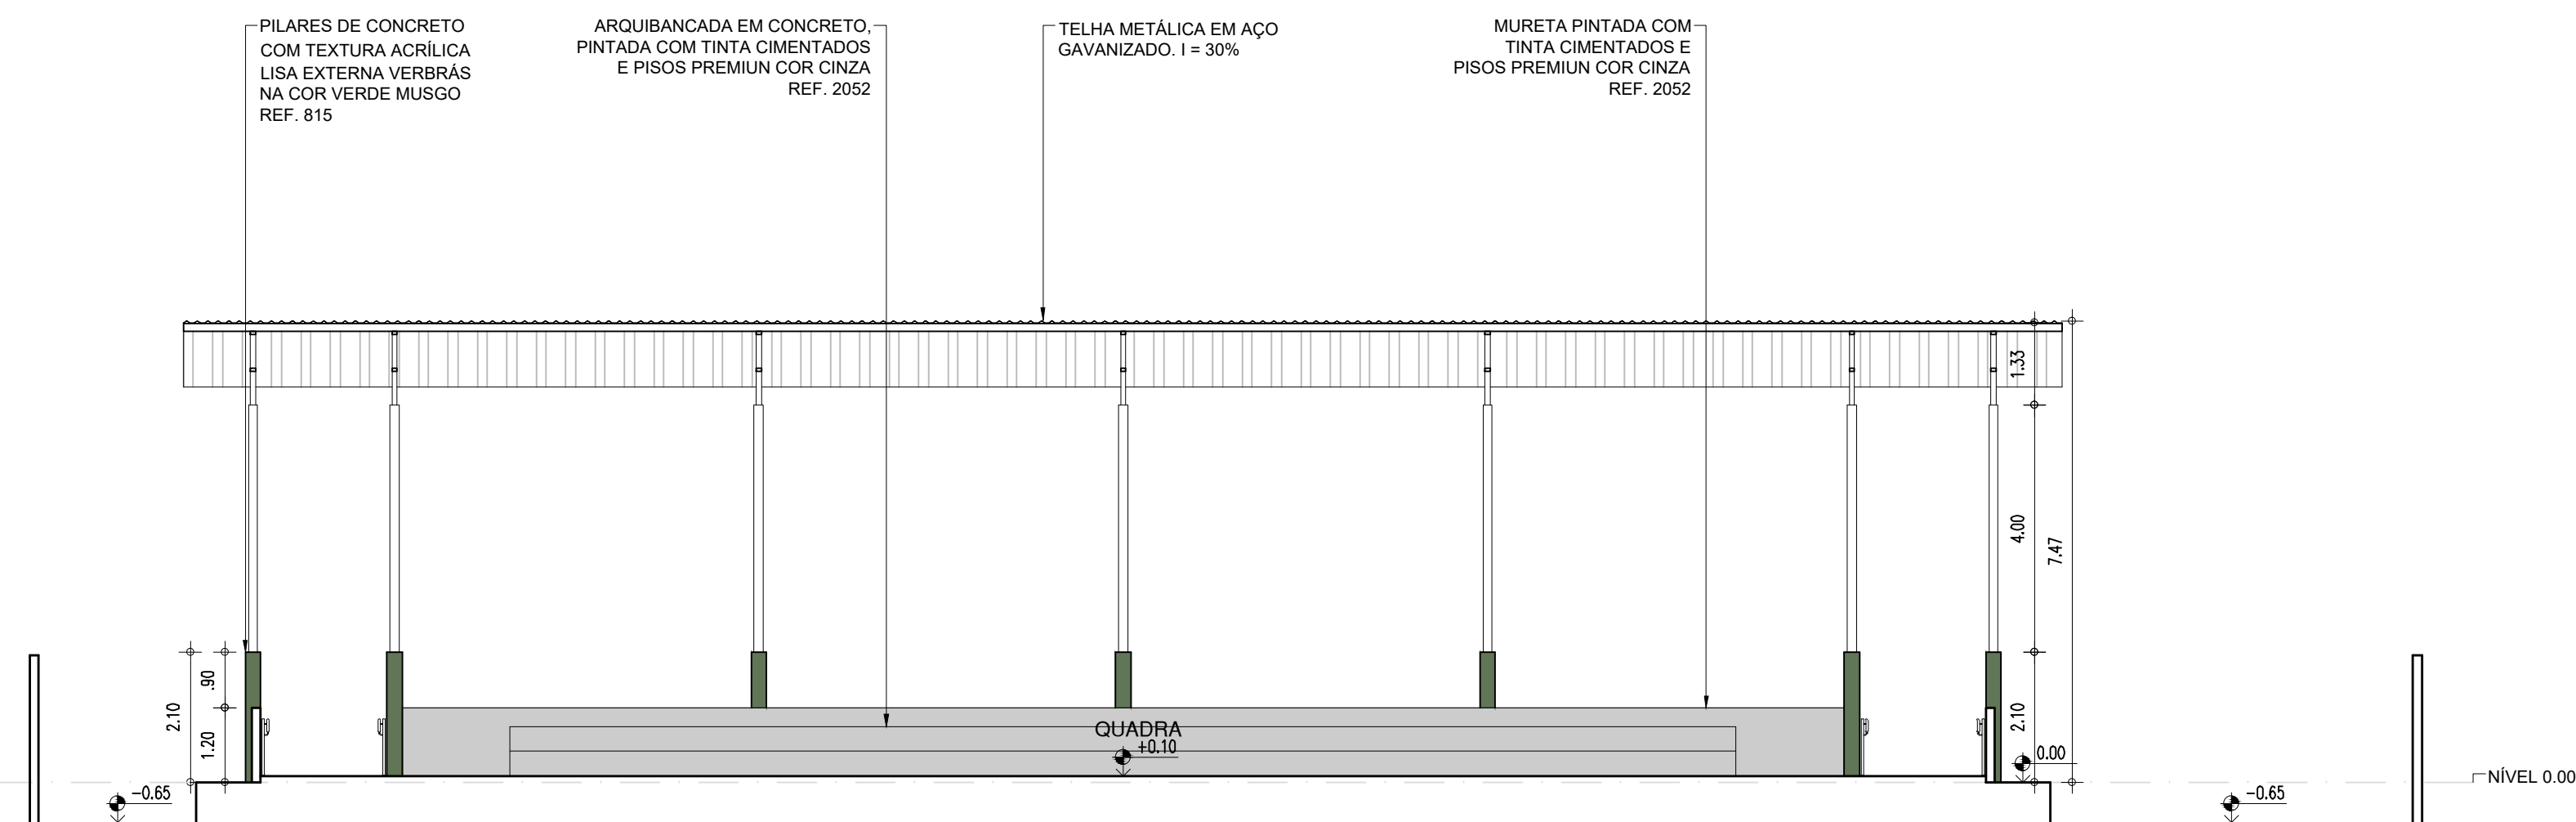 PILARES DE CONCRETO
COM TEXTURA ACRÍLICA
LISA EXTERNA VERBRÁS
NA COR VERDE MUSGO
REF. 815
ARQUIBANCADA EM CONCRETO,
PINTADA COM TINTA CIMENTADOS
E PISOS PREMIUN COR CINZA
REF. 2052
TELHA METÁLICA EM AÇO
GAVANIZADO. I = 30%
MURETA PINTADA COM
TINTA CIMENTADOS E
PISOS PREMIUN COR CINZA
REF. 2052
1.33
4.00
7.47
2.10
.90
1.20
2.10
QUADRA
+0.10
0.00
NÍVEL 0.00
-0.65
-0.65